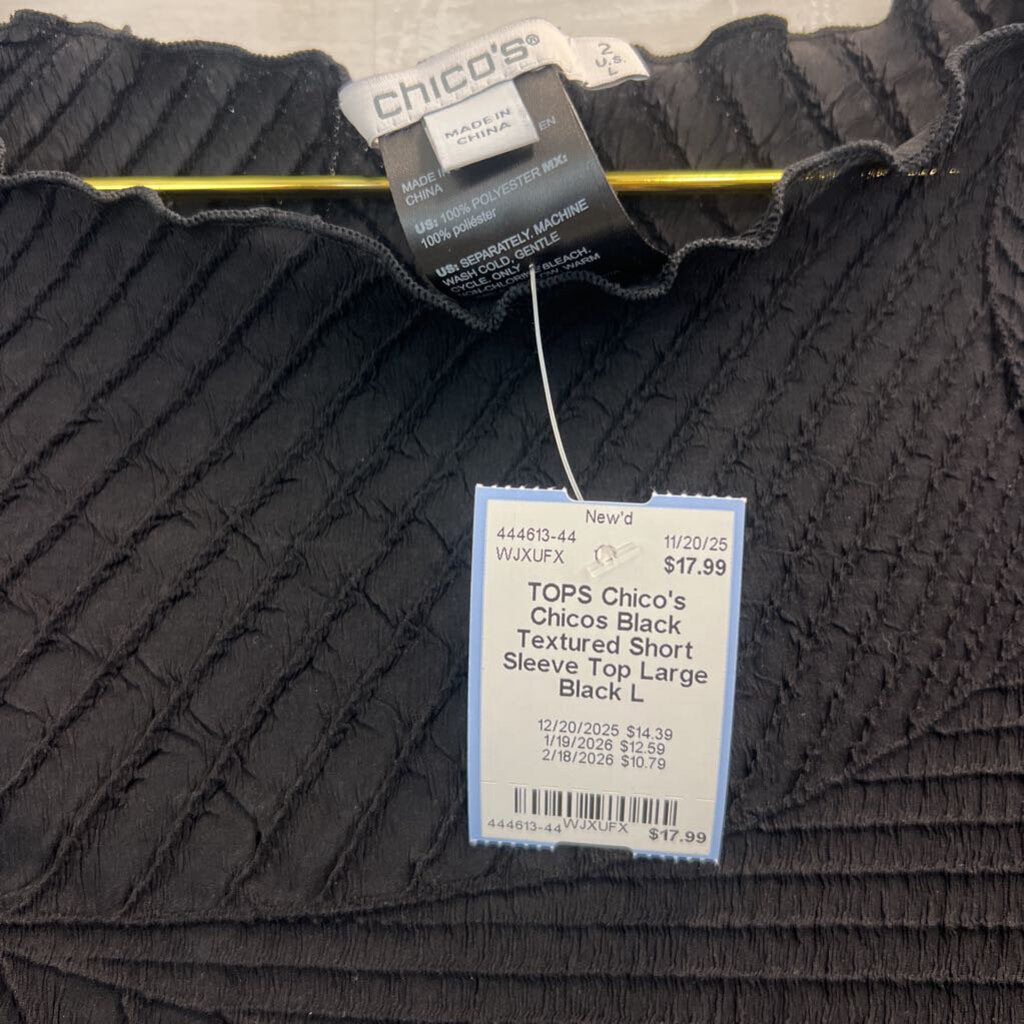 chico's®
2
U.S.
L
MADE IN
CHINA
EN
MADE IN
CHINA
US: 100% POLYESTER MX:
100% poliéster
US: SEPARATELY, MACHINE
WASH COLD, GENTLE
CYCLE, ONLY BLEACH,
WARM
New'd
444613-44 11/20/25
WJXUFX $17.99
TOPS Chico's
Chicos Black
Textured Short
Sleeve Top Large
Black L
12/20/2025 $14.39
1/19/2026 $12.59
2/18/2026 $10.79
444613-44 WJXUFX $17.99